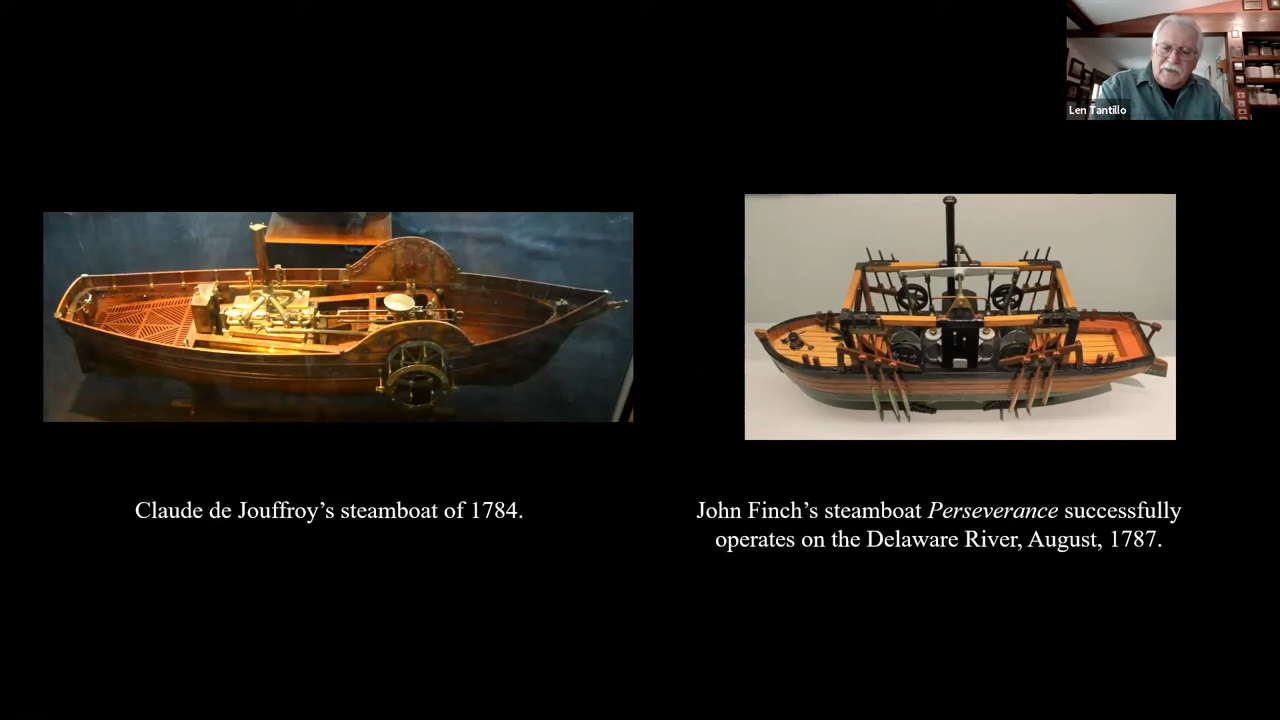 Len Tantillo
Claude de Jouffroy’s steamboat of 1784.
John Finch’s steamboat Perseverance successfully
operates on the Delaware River, August, 1787.